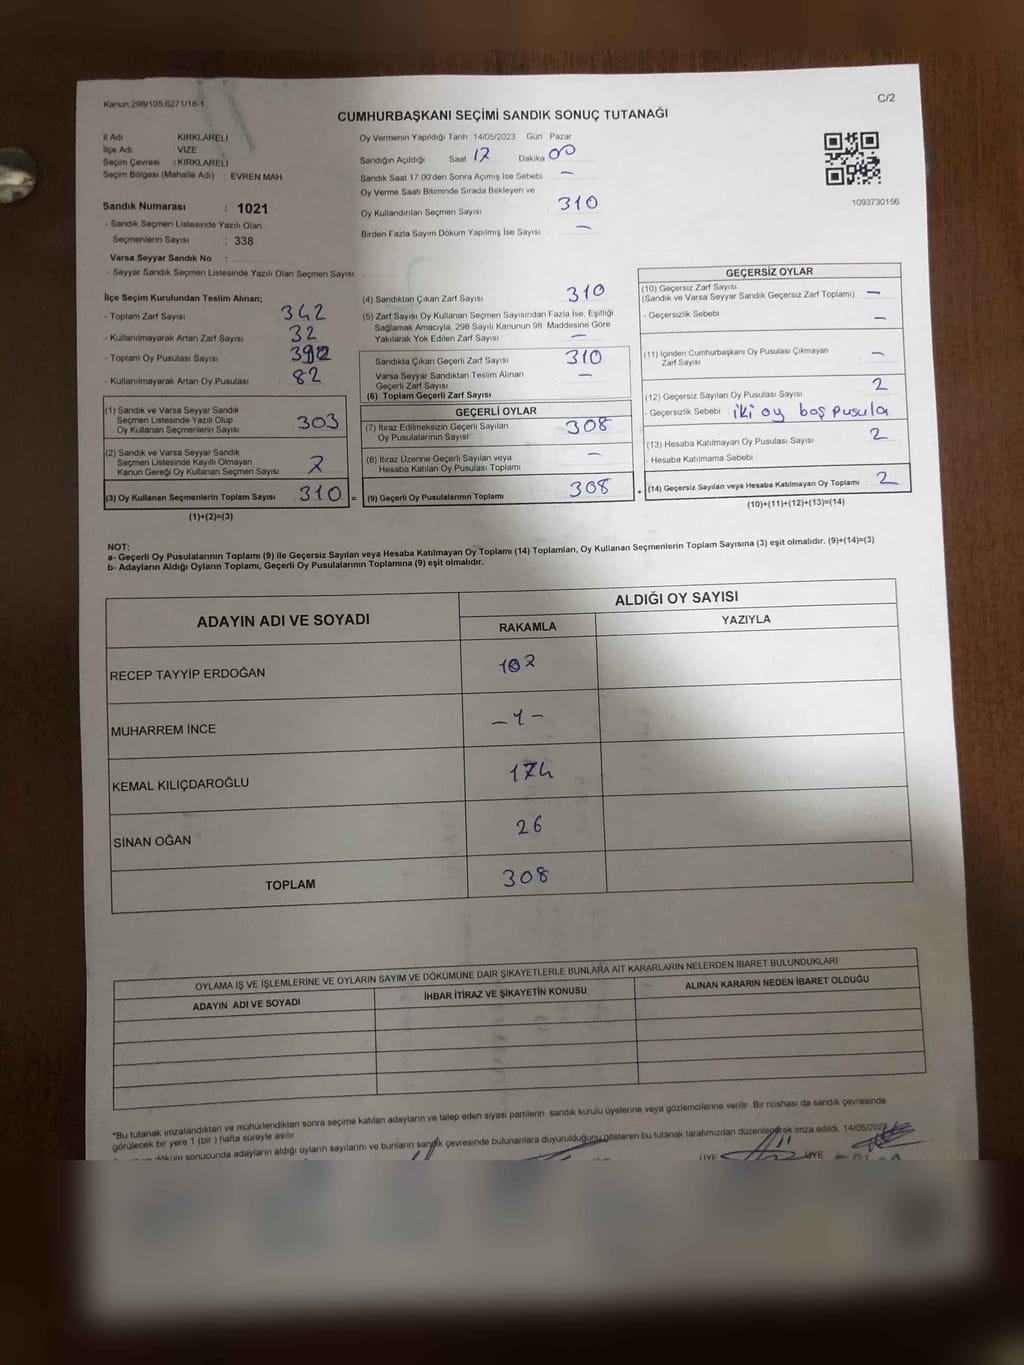 Kanun:298/105;6271/18-1
C/2
CUMHURBAŞKANI SEÇİMİ SANDIK SONUÇ TUTANAĞI
İl Adı : KIRKLARELİ
İlçe Adı : VİZE
Seçim Çevresi : KIRKLARELİ
Seçim Bölgesi (Mahalle Adı) : EVREN MAH
Sandık Numarası : 1021
- Sandık Seçmen Listesinde Yazılı Olan
Seçmenlerin Sayısı : 338
Varsa Seyyar Sandık No :
- Seyyar Sandık Seçmen Listesinde Yazılı Olan Seçmen Sayısı
Oy Vermenin Yapıldığı Tarih 14/05/2023 Gün Pazar
Sandığın Açıldığı Saat 17 Dakika 00
Sandık Saat 17.00'den Sonra Açılmış İse Sebebi —
Oy Verme Saati Bitiminde Sırada Bekleyen ve
Oy Kullandırılan Seçmen Sayısı 310
Birden Fazla Sayım Döküm Yapılmış İse Sayısı —
1093730156
İlçe Seçim Kurulundan Teslim Alınan;
- Toplam Zarf Sayısı 342
- Kullanılmayarak Artan Zarf Sayısı 32
- Toplam Oy Pusulası Sayısı 392
- Kullanılmayarak Artan Oy Pusulası 82
(1) Sandık ve Varsa Seyyar Sandık
Seçmen Listesinde Yazılı Olup
Oy Kullanan Seçmenlerin Sayısı 303
(2) Sandık ve Varsa Seyyar Sandık
Seçmen Listesinde Kayıtlı Olmayan
Kanun Gereği Oy Kullanan Seçmen Sayısı 7
(3) Oy Kullanan Seçmenlerin Toplam Sayısı 310 =
(1)+(2)=(3)
(4) Sandıktan Çıkan Zarf Sayısı 310
(5) Zarf Sayısı Oy Kullanan Seçmen Sayısından Fazla İse, Eşitliği
Sağlamak Amacıyla, 298 Sayılı Kanunun 98. Maddesine Göre
Yakılarak Yok Edilen Zarf Sayısı —
Sandıkta Çıkan Geçerli Zarf Sayısı 310
Varsa Seyyar Sandıktan Teslim Alınan
Geçerli Zarf Sayısı —
(6) Toplam Geçerli Zarf Sayısı
GEÇERLİ OYLAR
(7) İtiraz Edilmeksizin Geçerli Sayılan
Oy Pusulalarının Sayısı 308
(8) İtiraz Üzerine Geçerli Sayılan veya
Hesaba Katılan Oy Pusulası Toplamı —
(9) Geçerli Oy Pusulalarının Toplamı 308 +
GEÇERSİZ OYLAR
(10) Geçersiz Zarf Sayısı
(Sandık ve Varsa Seyyar Sandık Geçersiz Zarf Toplamı) —
- Geçersizlik Sebebi —
(11) İçinden Cumhurbaşkanı Oy Pusulası Çıkmayan
Zarf Sayısı —
(12) Geçersiz Sayılan Oy Pusulası Sayısı 2
- Geçersizlik Sebebi iki oy boş pusula
(13) Hesaba Katılmayan Oy Pusulası Sayısı 2
- Hesaba Katılmama Sebebi :
(14) Geçersiz Sayılan veya Hesaba Katılmayan Oy Toplamı 2
(10)+(11)+(12)+(13)=(14)
NOT:
a- Geçerli Oy Pusulalarının Toplamı (9) ile Geçersiz Sayılan veya Hesaba Katılmayan Oy Toplamı (14) Toplamları, Oy Kullanan Seçmenlerin Toplam Sayısına (3) eşit olmalıdır. (9)+(14)=(3)
b- Adayların Aldığı Oyların Toplamı, Geçerli Oy Pusulalarının Toplamına (9) eşit olmalıdır.
ADAYIN ADI VE SOYADI ALDIĞI OY SAYISI
RAKAMLA YAZIYLA
RECEP TAYYİP ERDOĞAN 102
MUHARREM İNCE -1-
KEMAL KILIÇDAROĞLU 174
SİNAN OĞAN 26
TOPLAM 308
OYLAMA İŞ VE İŞLEMLERİNE VE OYLARIN SAYIM VE DÖKÜMÜNE DAİR ŞİKAYETLERLE BUNLARA AİT KARARLARIN NELERDEN İBARET BULUNDUKLARI
ADAYIN ADI VE SOYADI İHBAR İTİRAZ VE ŞİKAYETİN KONUSU ALINAN KARARIN NEDEN İBARET OLDUĞU
*Bu tutanak imzalandıktan ve mühürlendikten sonra seçime katılan adayların ve talep eden siyasi partilerin sandık kurulu üyelerine veya gözlemcilerine verilir. Bir nüshası da sandık çevresinde
görülecek bir yere 1 (bir ) hafta süreyle asılır.
döküm sonucunda adayların aldığı oyların sayılarını ve bunların sandık çevresinde bulunanlara duyurulduğunu gösteren bu tutanak tarafımızdan düzenlenerek imza edildi. 14/05/2023
ÜYE ÜYE